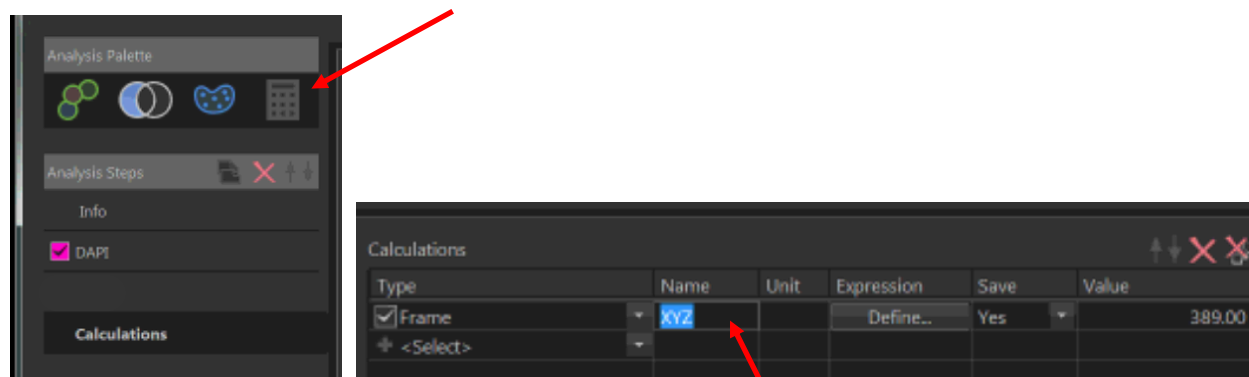 Analysis Palette
Analysis Steps
Info
DAPI
Calculations
Calculations
Type Name Unit Expression Save Value
Frame XYZ Define... Yes 389.00
+ <Select>